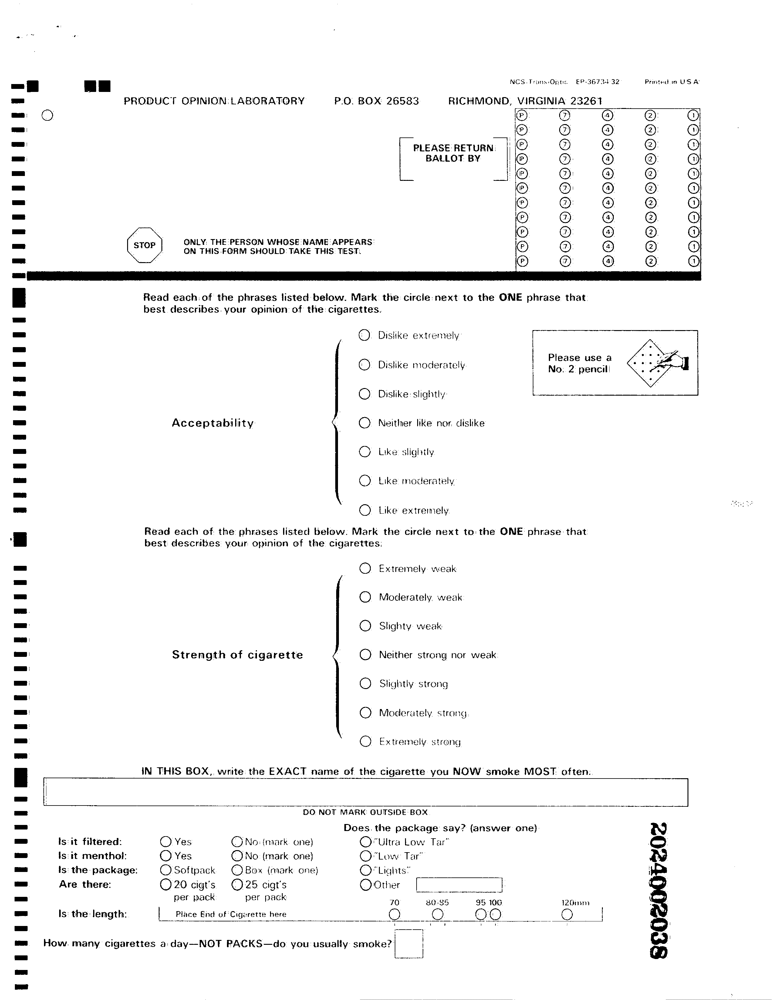 NCS Trans-Optic EP-36734 32 Printed in U S A
PRODUCT OPINION LABORATORY P.O. BOX 26583 RICHMOND, VIRGINIA 23261
P 7 4 2 1
P 7 4 2 1
PLEASE RETURN P 7 4 2 1
BALLOT BY P 7 4 2 1
P 7 4 2 1
P 7 4 2 1
P 7 4 2 1
P 7 4 2 1
P 7 4 2 1
P 7 4 2 1
P 7 4 2 1
STOP
ONLY THE PERSON WHOSE NAME APPEARS
ON THIS FORM SHOULD TAKE THIS TEST.
Read each of the phrases listed below. Mark the circle next to the ONE phrase that
best describes your opinion of the cigarettes.
Dislike extremely
Please use a
No. 2 pencil
Dislike moderately
Dislike slightly
Acceptability
Neither like nor dislike
Like slightly
Like moderately
Like extremely
Read each of the phrases listed below. Mark the circle next to the ONE phrase that
best describes your opinion of the cigarettes.
Extremely weak
Moderately weak
Slighty weak
Strength of cigarette
Neither strong nor weak
Slightly strong
Moderately strong
Extremely strong
IN THIS BOX, write the EXACT name of the cigarette you NOW smoke MOST often.
DO NOT MARK OUTSIDE BOX
Does the package say? (answer one)
Is it filtered: Yes No (mark one) "Ultra Low Tar"
Is it menthol: Yes No (mark one) "Low Tar"
Is the package: Softpack Box (mark one) "Lights"
Are there: 20 cigt's 25 cigt's Other
per pack per pack
70 80-85 95 100 120mm
Is the length: Place End of Cigarette here
How many cigarettes a day—NOT PACKS—do you usually smoke?
2024002038